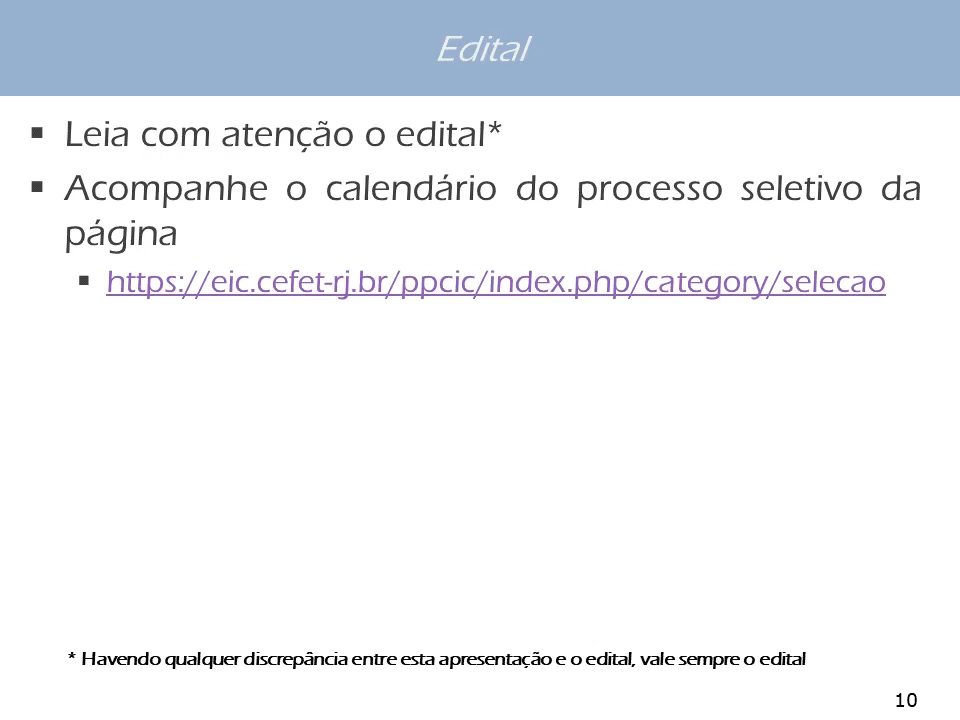 Edital
▪ Leia com atenção o edital*
▪ Acompanhe o calendário do processo seletivo da
página
▪ https://eic.cefet-rj.br/ppcic/index.php/category/selecao
* Havendo qualquer discrepância entre esta apresentação e o edital, vale sempre o edital
10